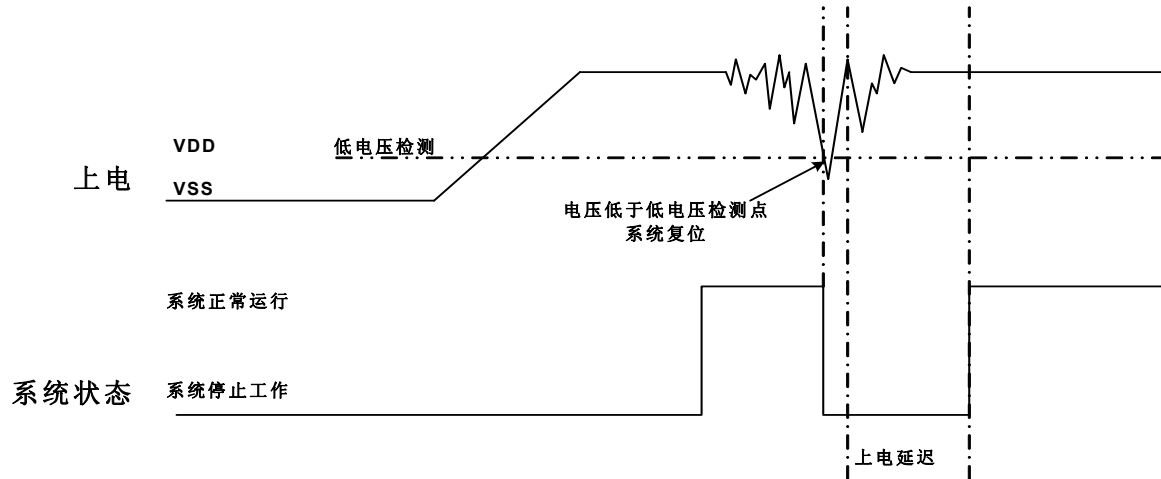 VDD
低电压检测
上电
VSS
电压低于低电压检测点
系统复位
系统正常运行
系统状态
系统停止工作
上电延迟